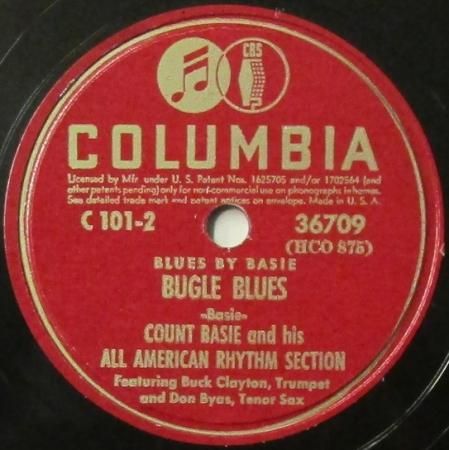 CBS
COLUMBIA
Licensed by Mfr. under U. S. Patent Nos. 1625705 and/or 1702564 (and
other patents pending) only for non-commercial use on phonographs in homes.
See detailed trade mark and patent notices on envelope. Made in U. S. A.
C 101-2 36709
(HCO 875)
BLUES BY BASIE
BUGLE BLUES
-Basie-
COUNT BASIE and his
ALL AMERICAN RHYTHM SECTION
Featuring Buck Clayton, Trumpet
and Don Byas, Tenor Sax